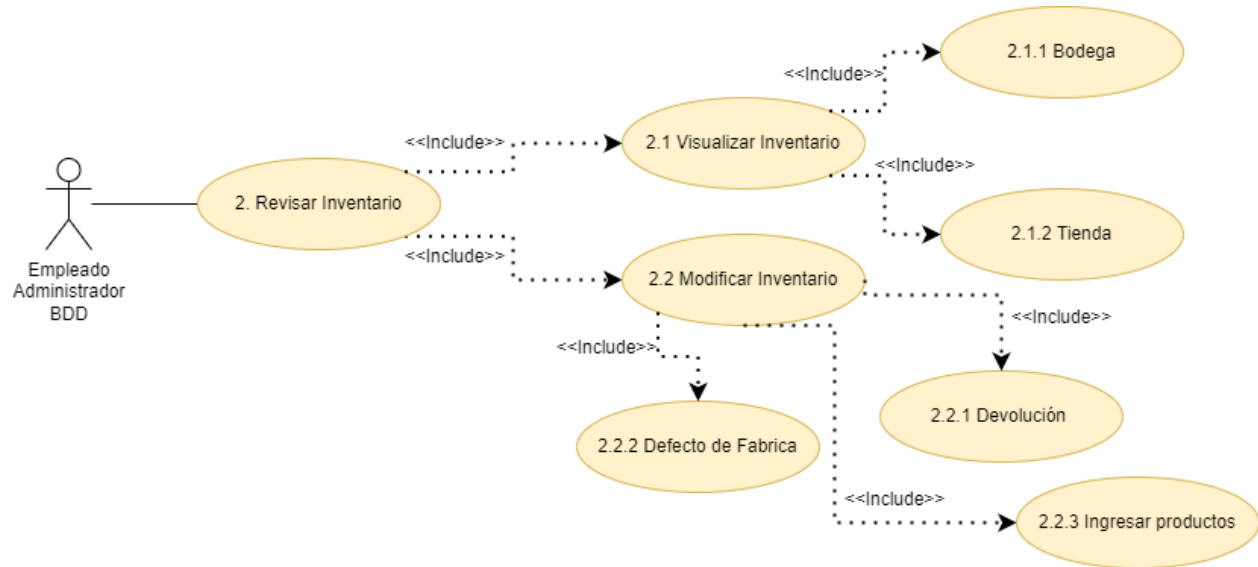 2.1.1 Bodega
<<Include>>
<<Include>>
2.1 Visualizar Inventario
<<Include>>
2. Revisar Inventario
2.1.2 Tienda
<<Include>>
Empleado
Administrador
BDD
2.2 Modificar Inventario
<<Include>>
<<Include>>
2.2.1 Devolución
2.2.2 Defecto de Fabrica
<<Include>>
2.2.3 Ingresar productos